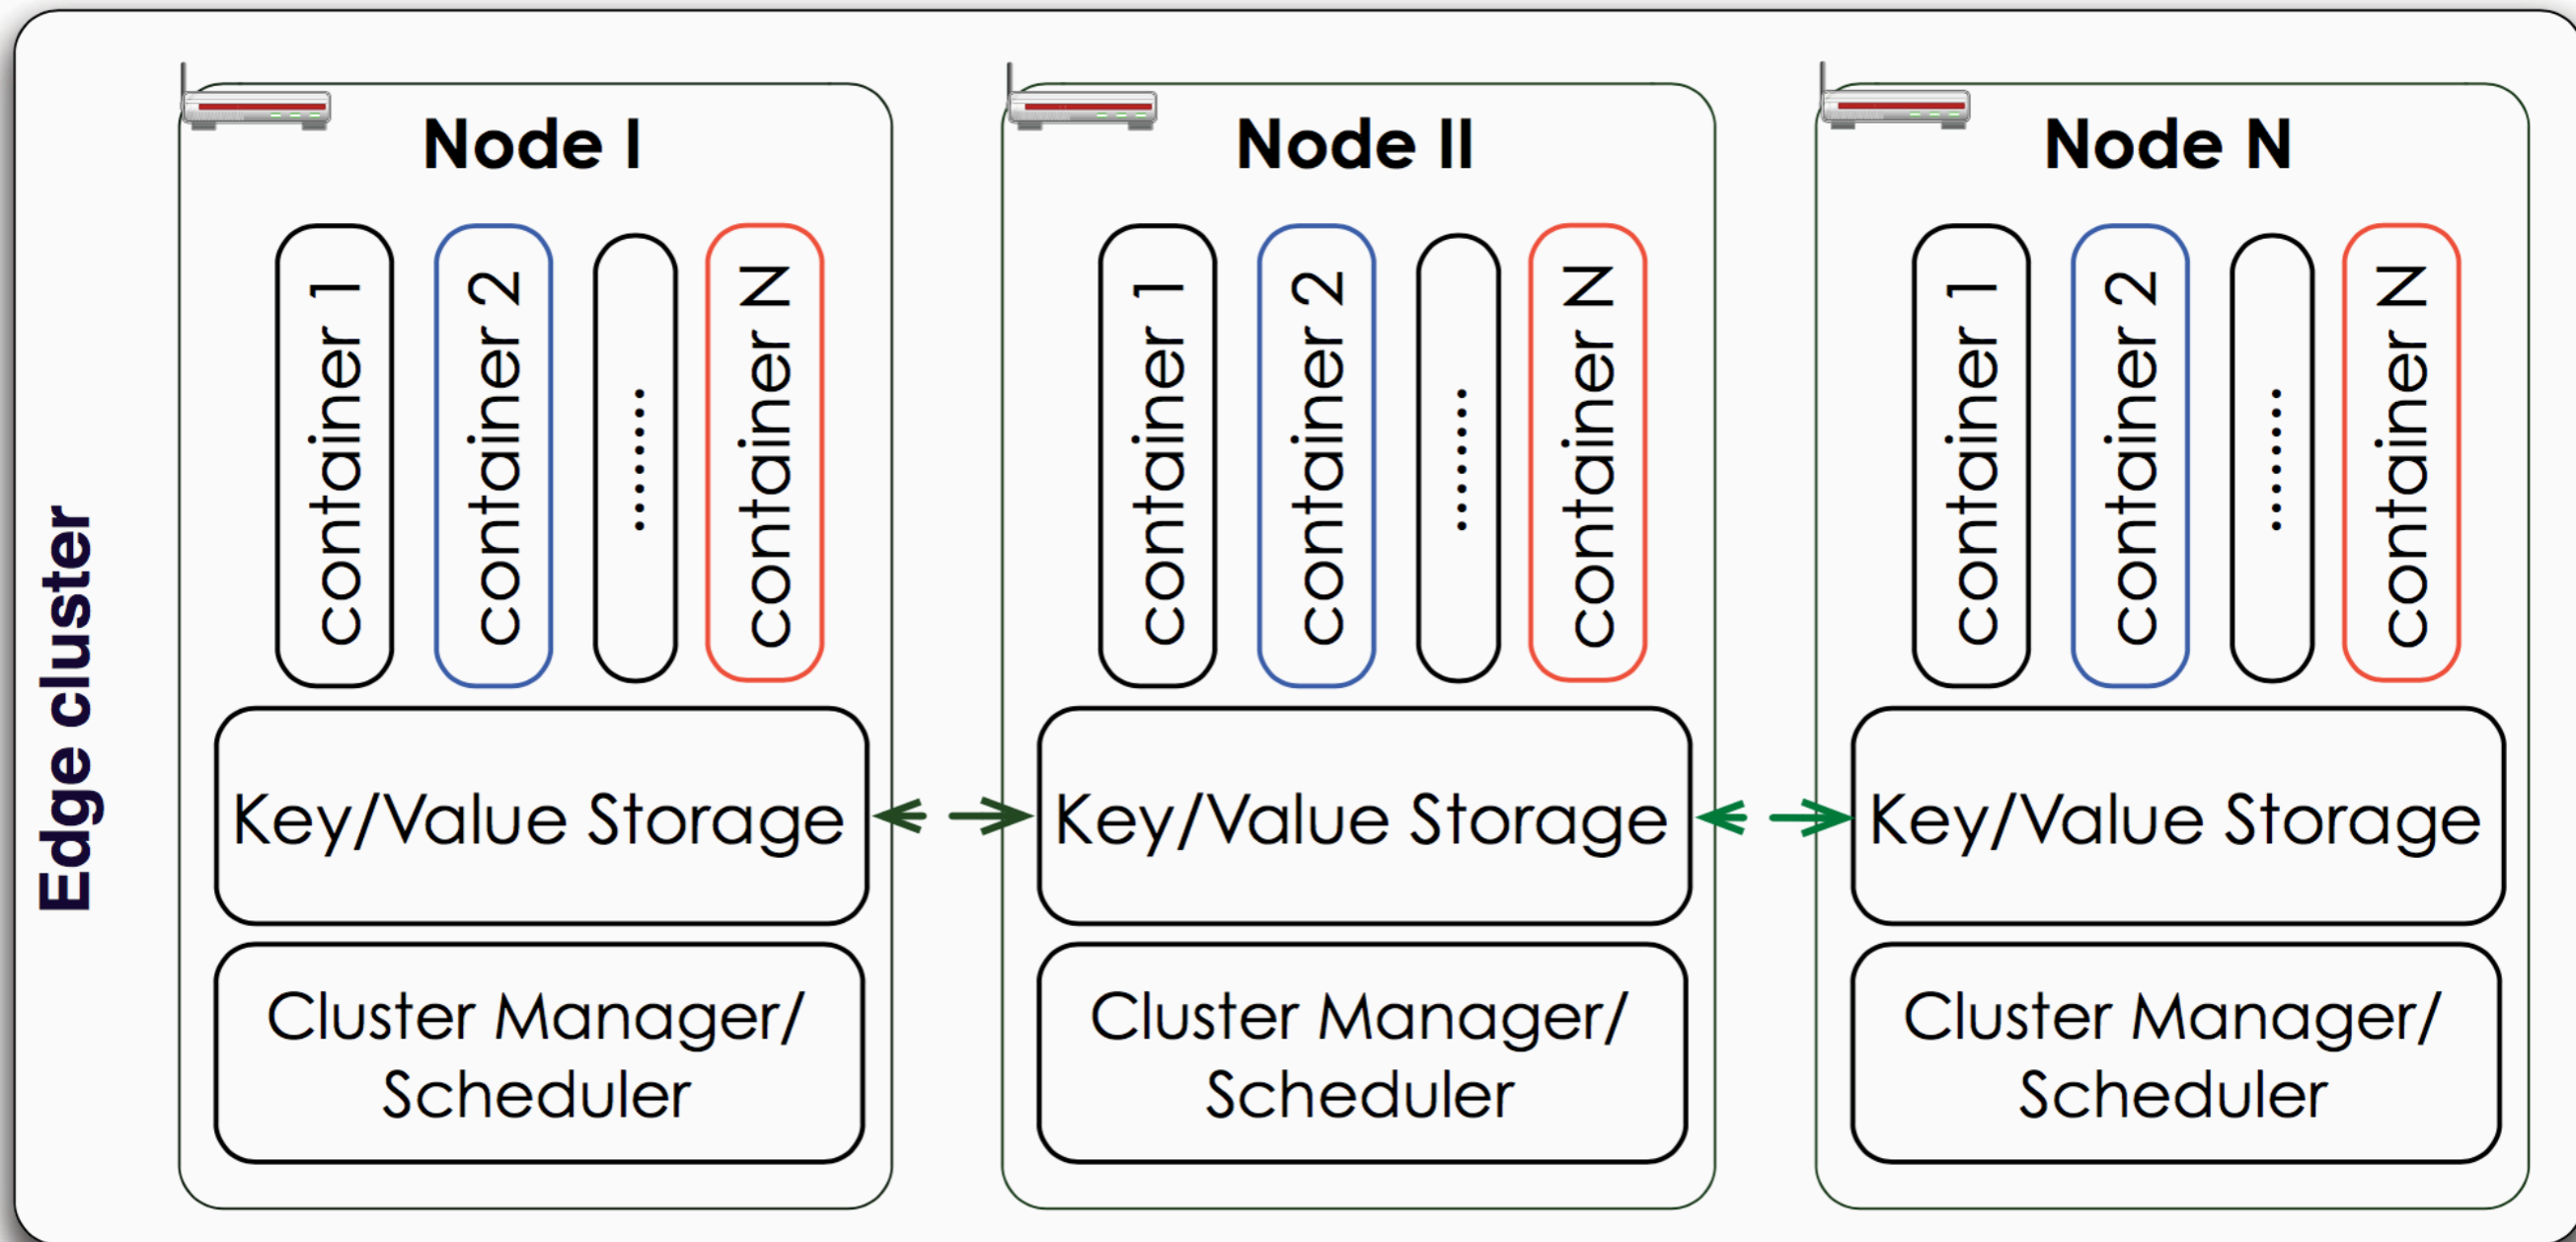 Edge cluster
Node I
container 1
container 2
........
container N
Key/Value Storage
Cluster Manager/
Scheduler
Node II
container 1
container 2
........
container N
Key/Value Storage
Cluster Manager/
Scheduler
Node N
container 1
container 2
........
container N
Key/Value Storage
Cluster Manager/
Scheduler